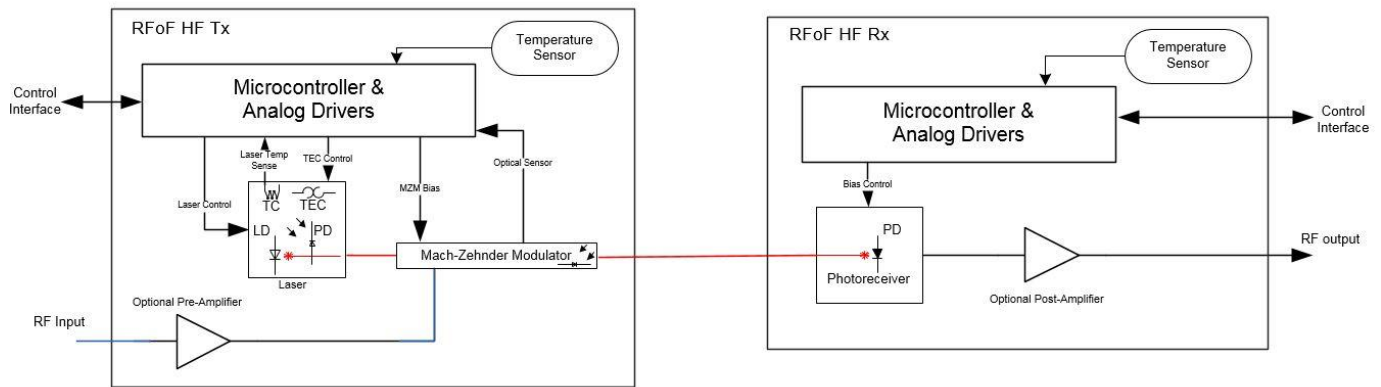 RFoF HF Tx
Temperature
Sensor
Microcontroller &
Analog Drivers
Control
Interface
Laser Temp
Sense
TEC Control
Optical Sensor
MZM Bias
Laser Control
TC
TEC
LD
PD
Laser
Mach-Zehnder Modulator
Optional Pre-Amplifier
RF Input
RFoF HF Rx
Temperature
Sensor
Microcontroller &
Analog Drivers
Control
Interface
Bias Control
PD
Photoreceiver
Optional Post-Amplifier
RF output